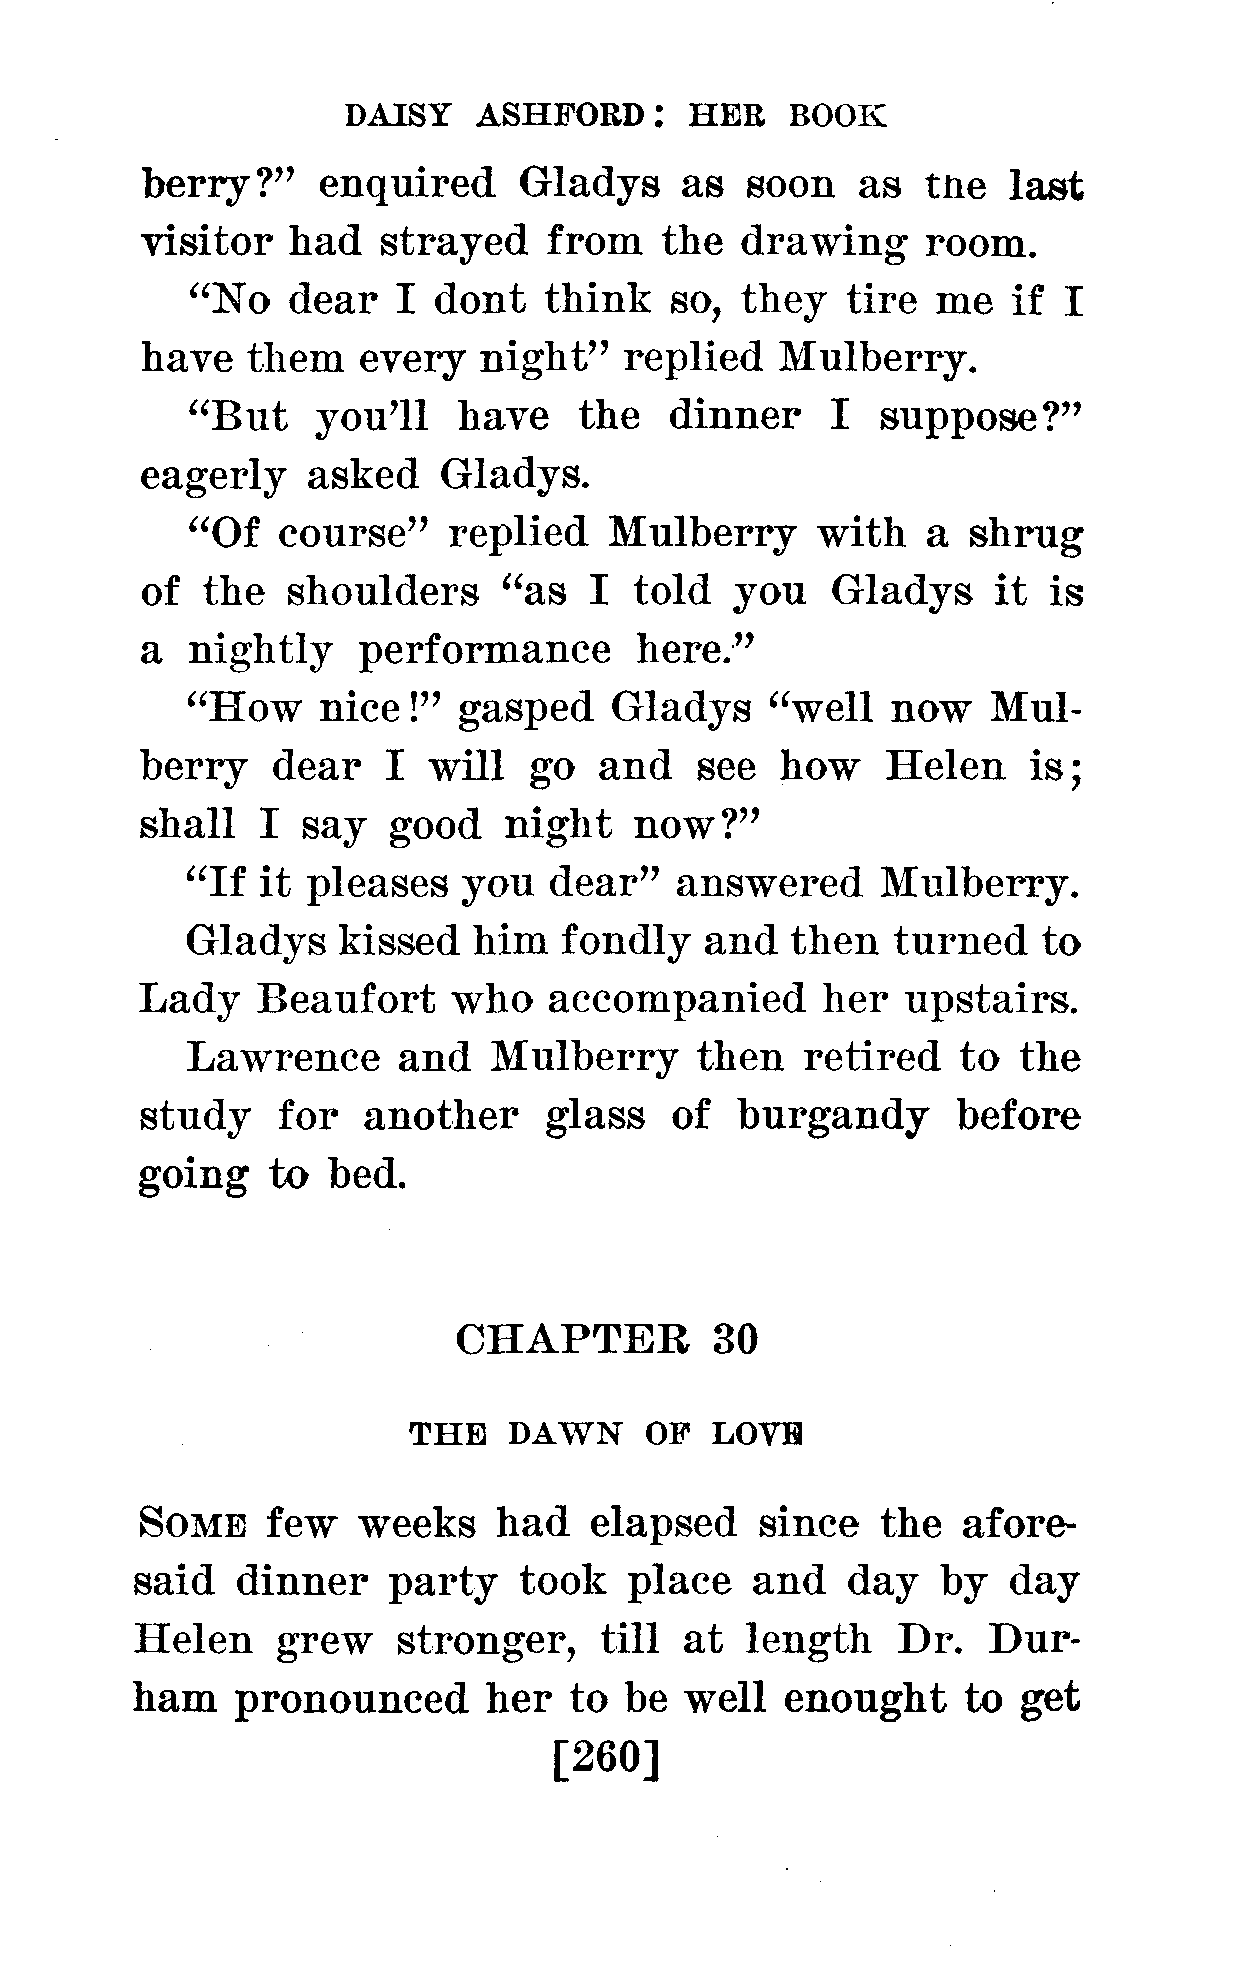 DAISY ASHFORD: HER BOOK
berry?" enquired Gladys as soon as the last
visitor had strayed from the drawing room.
"No dear I dont think so, they tire me if I
have them every night" replied Mulberry.
"But you'll have the dinner I suppose?"
eagerly asked Gladys.
"Of course" replied Mulberry with a shrug
of the shoulders "as I told you Gladys it is
a nightly performance here."
"How nice!" gasped Gladys "well now Mul-
berry dear I will go and see how Helen is;
shall I say good night now?"
"If it pleases you dear" answered Mulberry.
Gladys kissed him fondly and then turned to
Lady Beaufort who accompanied her upstairs.
Lawrence and Mulberry then retired to the
study for another glass of burgandy before
going to bed.
CHAPTER 30
THE DAWN OF LOVE
SOME few weeks had elapsed since the afore-
said dinner party took place and day by day
Helen grew stronger, till at length Dr. Dur-
ham pronounced her to be well enought to get
[260]